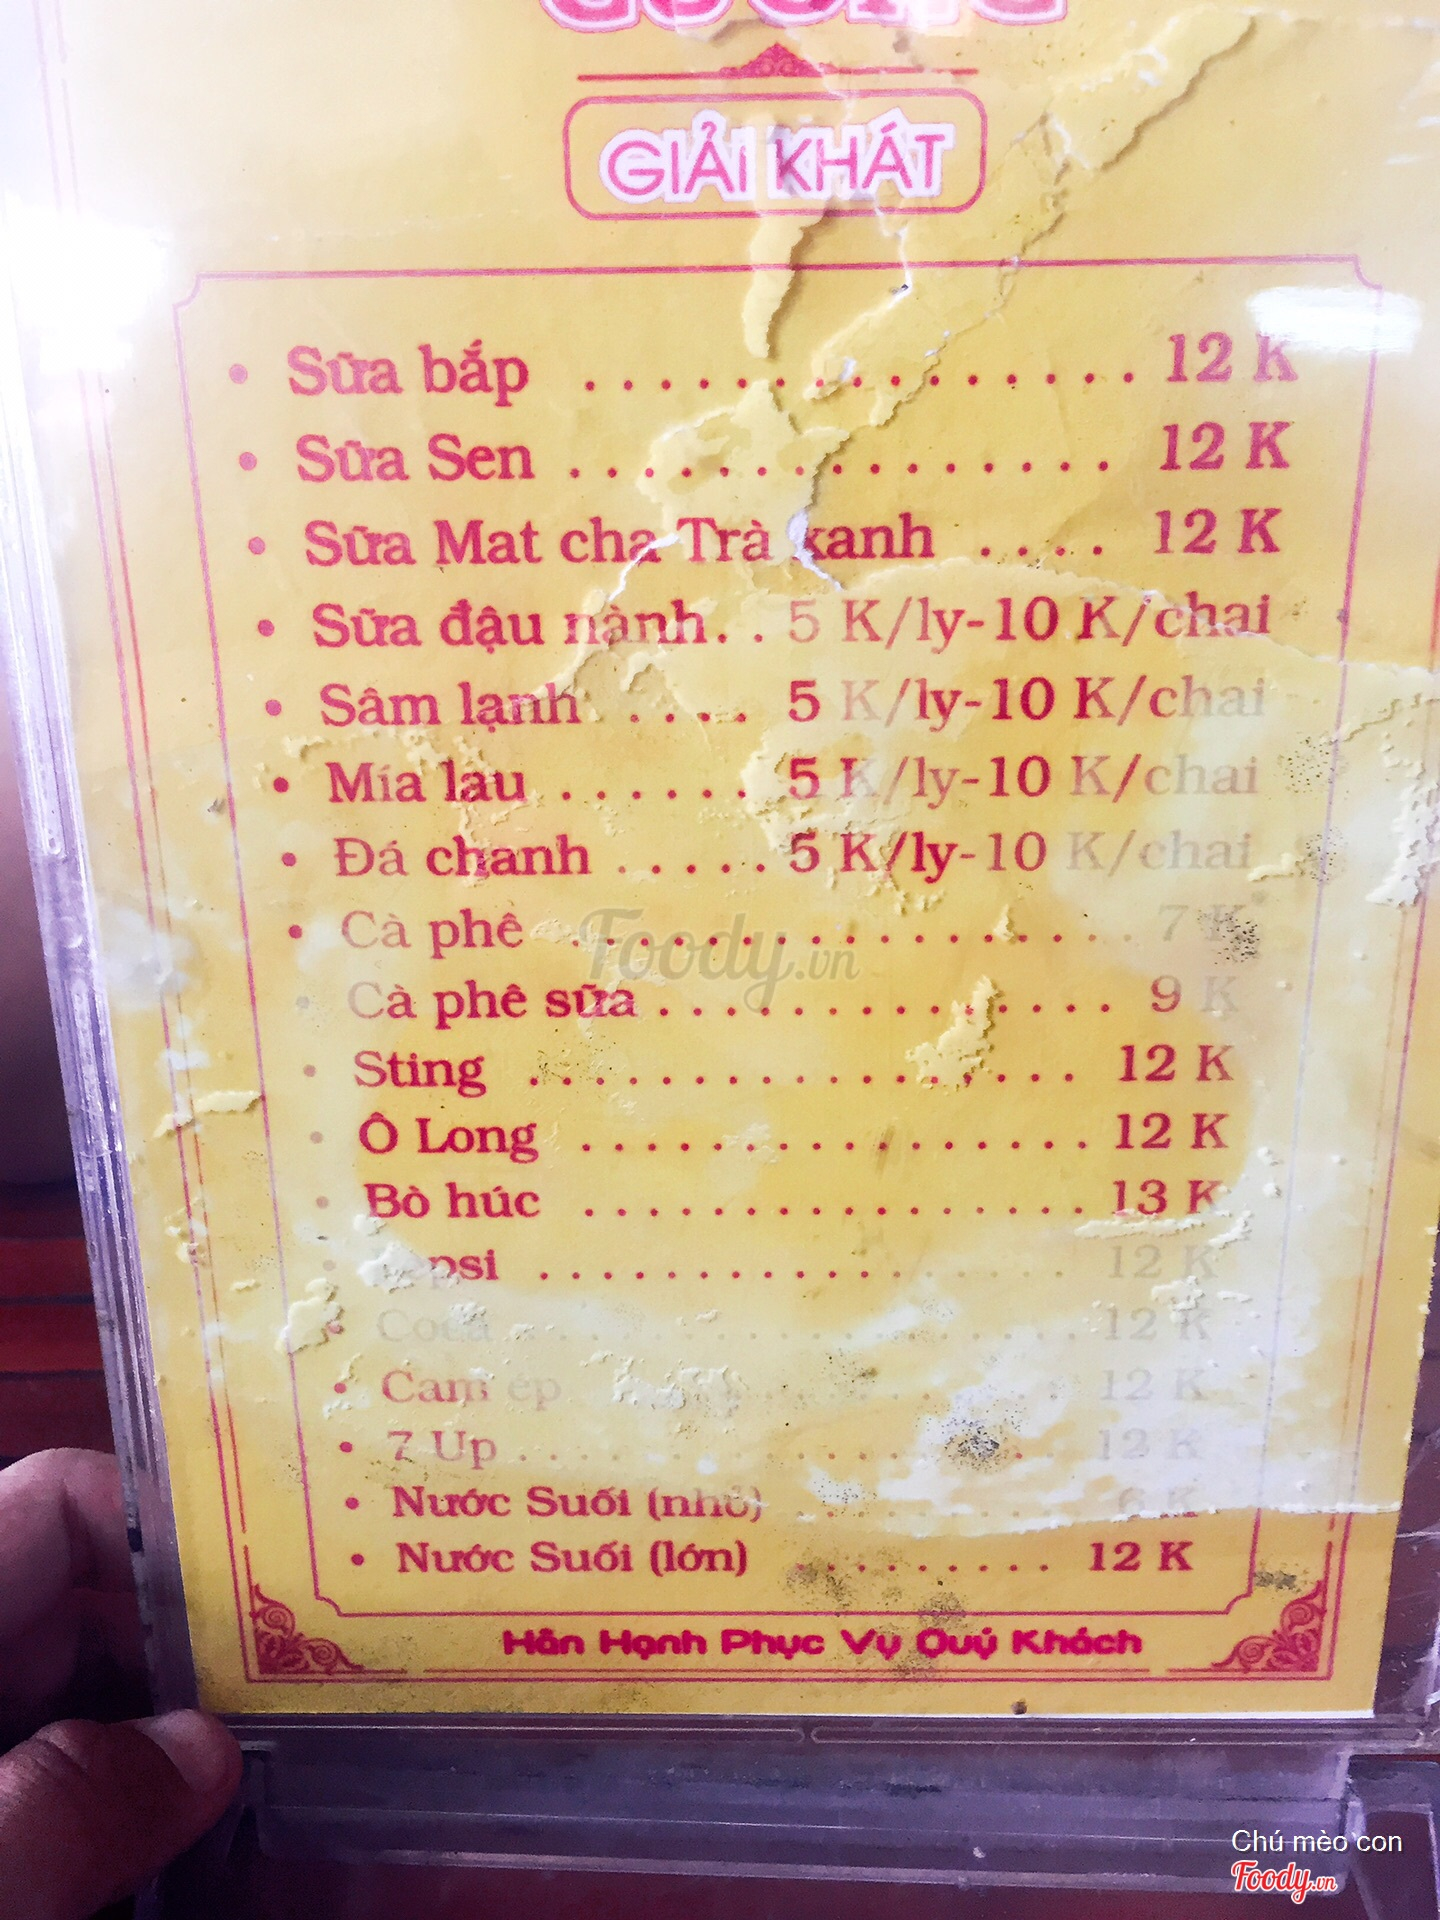 GIẢI KHÁT
• Sữa bắp . . . . . . . . . . . . . . . 12 K
• Sữa Sen . . . . . . . . . . . . . . . 12 K
• Sữa Mat cha Trà xanh . . . . 12 K
• Sữa đậu nành. . 5 K/ly-10 K/chai
• Sâm lạnh . . . . 5 K/ly-10 K/chai
• Mía lau . . . . . . 5 K/ly-10 K/chai
• Đá chanh . . . . . 5 K/ly-10 K/chai
• Cà phê . . . . . . . . . . . . . . . 7 K
• Cà phê sữa . . . . . . . . . . . . . 9 K
• Sting . . . . . . . . . . . . . . . . 12 K
• Ô Long . . . . . . . . . . . . . . . 12 K
• Bò húc . . . . . . . . . . . . . . . 13 K
• Pepsi . . . . . . . . . . . . . . . . 12 K
• Coca . . . . . . . . . . . . . . . . 12 K
• Cam ép . . . . . . . . . . . . . . 12 K
• 7 Up . . . . . . . . . . . . . . . . 12 K
• Nước Suối (nhỏ) . . . . . . . . . 6 K
• Nước Suối (lớn) . . . . . . . . . 12 K
Hân Hạnh Phục Vụ Quý Khách
Foody.vn
Chú mèo con
Foody.vn